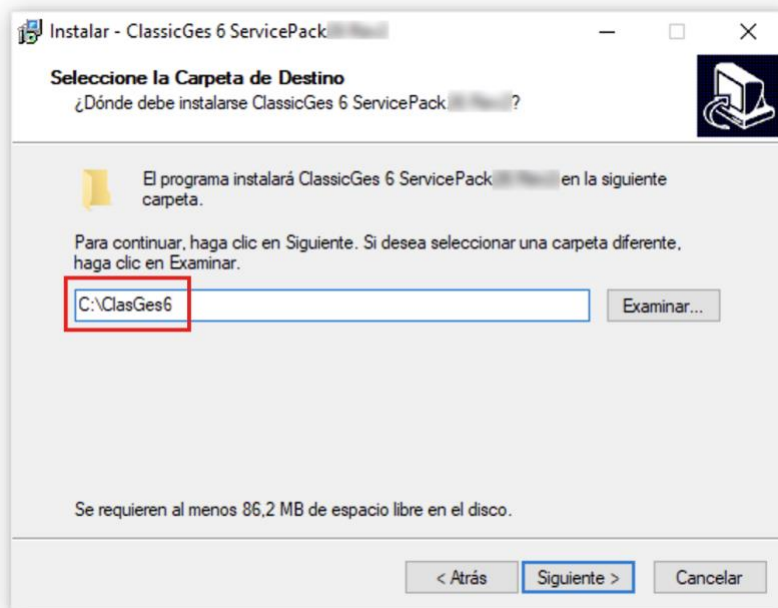 Instalar - ClassicGes 6 ServicePack
Seleccione la Carpeta de Destino
¿Dónde debe instalarse ClassicGes 6 ServicePack ?
El programa instalará ClassicGes 6 ServicePack en la siguiente
carpeta.
Para continuar, haga clic en Siguiente. Si desea seleccionar una carpeta diferente,
haga clic en Examinar.
C:\ClasGes6
Examinar...
Se requieren al menos 86,2 MB de espacio libre en el disco.
< Atrás
Siguiente >
Cancelar